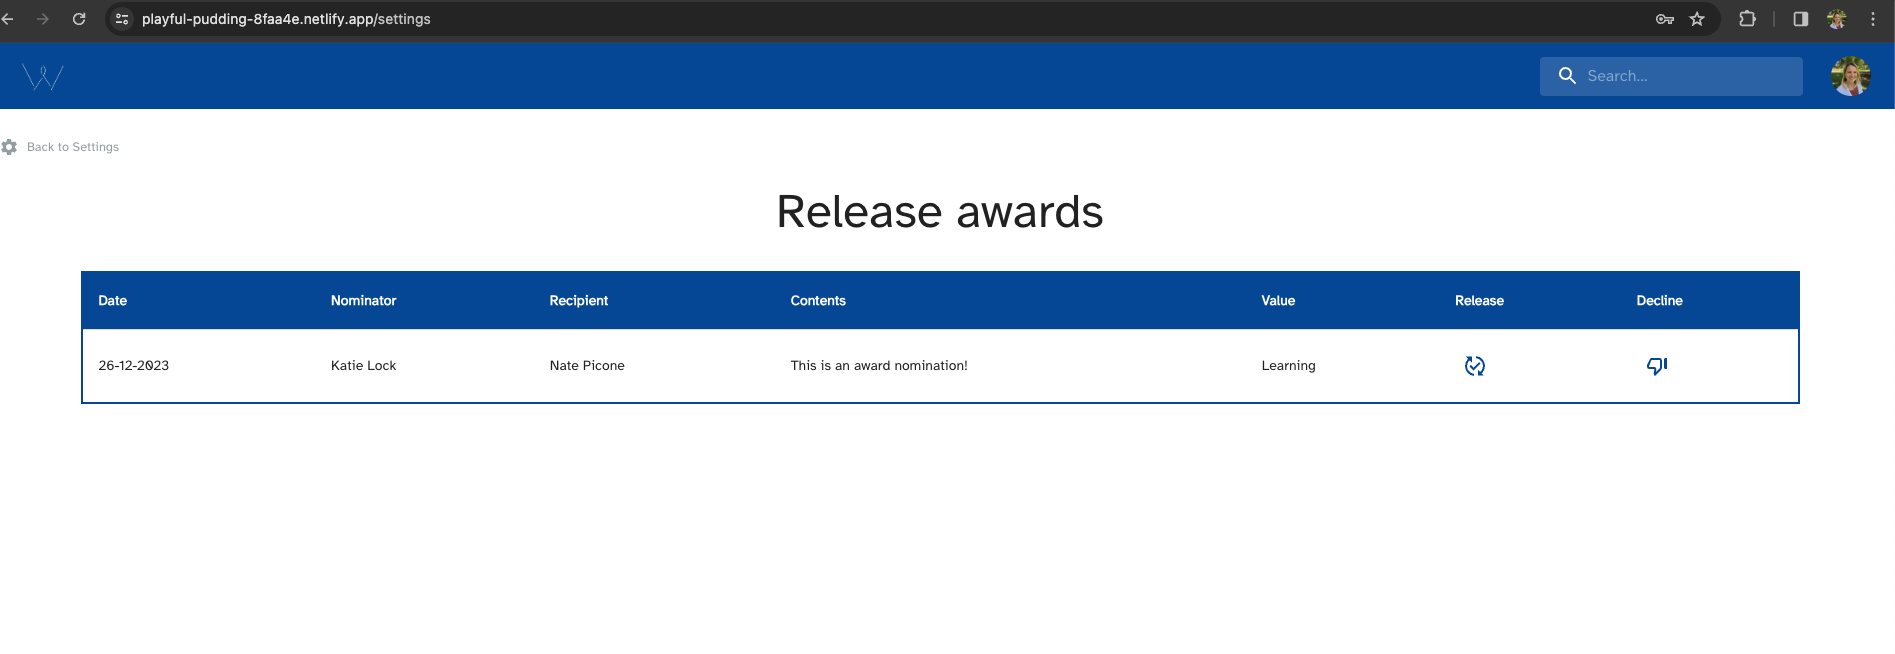 playful-pudding-8faa4e.netlify.app/settings
W
Search...
Back to Settings
Release awards
Date Nominator Recipient Contents Value Release Decline
26-12-2023 Katie Lock Nate Picone This is an award nomination! Learning